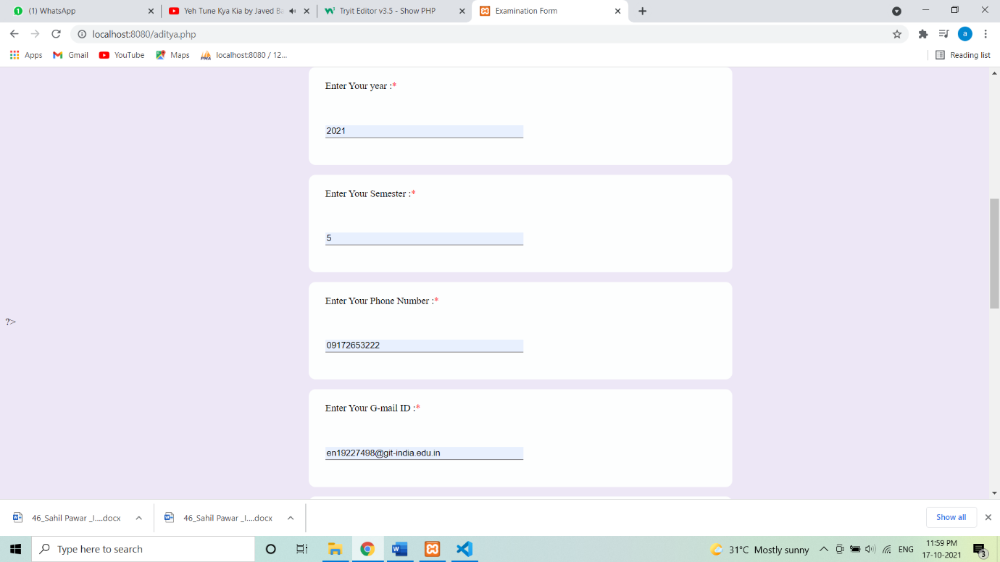 (1) WhatsApp
Yeh Tune Kya Kia by Javed Ba
Tryit Editor v3.5 - Show PHP
Examination Form
localhost:8080/aditya.php
a
Apps
Gmail
YouTube
Maps
localhost:8080 / 12...
Reading list
Enter Your year :*
2021
Enter Your Semester :*
5
Enter Your Phone Number :*
?>
09172653222
Enter Your G-mail ID :*
en19227498@git-india.edu.in
46_Sahil Pawar _I....docx
46_Sahil Pawar _I....docx
Show all
Type here to search
31°C Mostly sunny
ENG
11:59 PM
17-10-2021
3